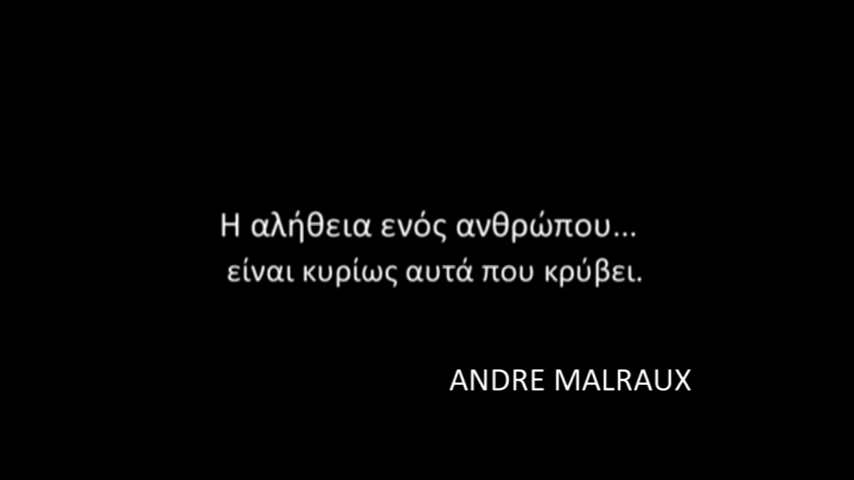 Η αλήθεια ενός ανθρώπου...
είναι κυρίως αυτά που κρύβει.
ANDRE MALRAUX